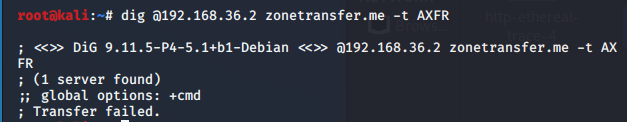 root@kali:~# dig @192.168.36.2 zonetransfer.me -t AXFR
; <<>> DiG 9.11.5-P4-5.1+b1-Debian <<>> @192.168.36.2 zonetransfer.me -t AX
FR
; (1 server found)
;; global options: +cmd
; Transfer failed.